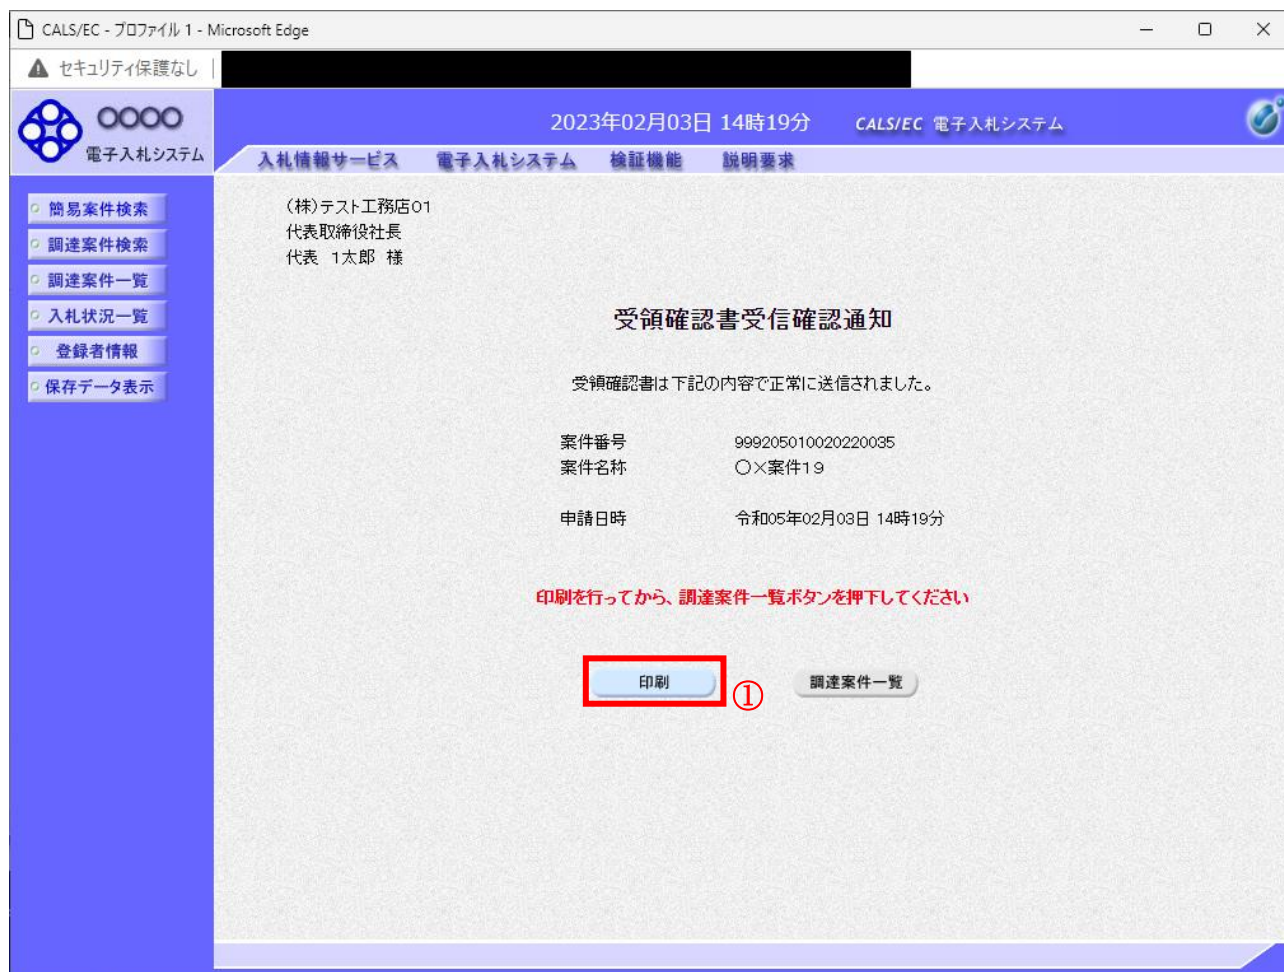 CALS/EC - プロファイル 1 - Microsoft Edge
セキュリティ保護なし
〇〇〇〇
電子入札システム
2023年02月03日 14時19分 CALS/EC 電子入札システム
入札情報サービス 電子入札システム 検証機能 説明要求
簡易案件検索
調達案件検索
調達案件一覧
入札状況一覧
登録者情報
保存データ表示
(株)テスト工務店01
代表取締役社長
代表 1太郎 様
受領確認書受信確認通知
受領確認書は下記の内容で正常に送信されました。
案件番号 999205010020220035
案件名称 〇×案件19
申請日時 令和05年02月03日 14時19分
印刷を行ってから、調達案件一覧ボタンを押下してください
印刷 ① 調達案件一覧